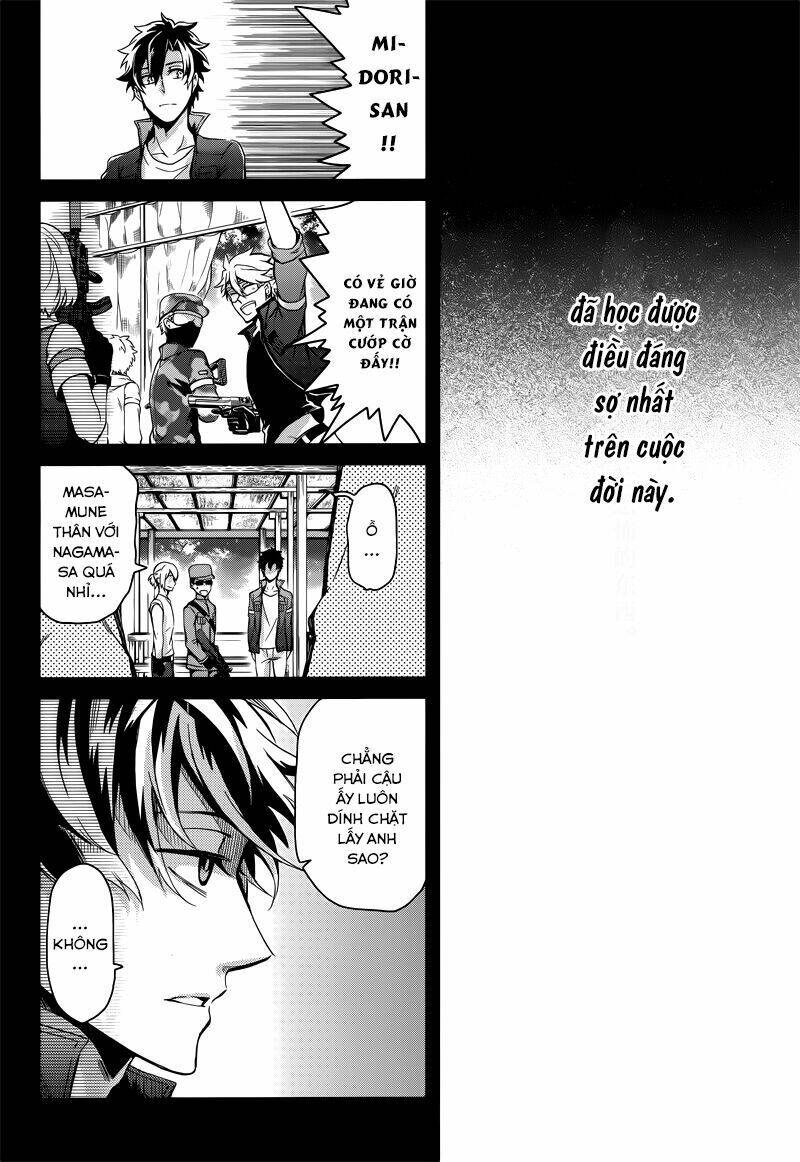 đã học được
điều đáng
sợ nhất
trên cuộc
đời này.
MI-
DORI-
SAN
!!
CÓ VẺ GIỜ
ĐANG CÓ
MỘT TRẬN
CƯỚP CỜ
ĐẤY!!
Ồ
...
MASA-
MUNE
THÂN VỚI
NAGAMA-
SA QUÁ
NHỈ...
CHẲNG
PHẢI CẬU
ẤY LUÔN
DÍNH CHẶT
LẤY ANH
SAO?
...
KHÔNG
...